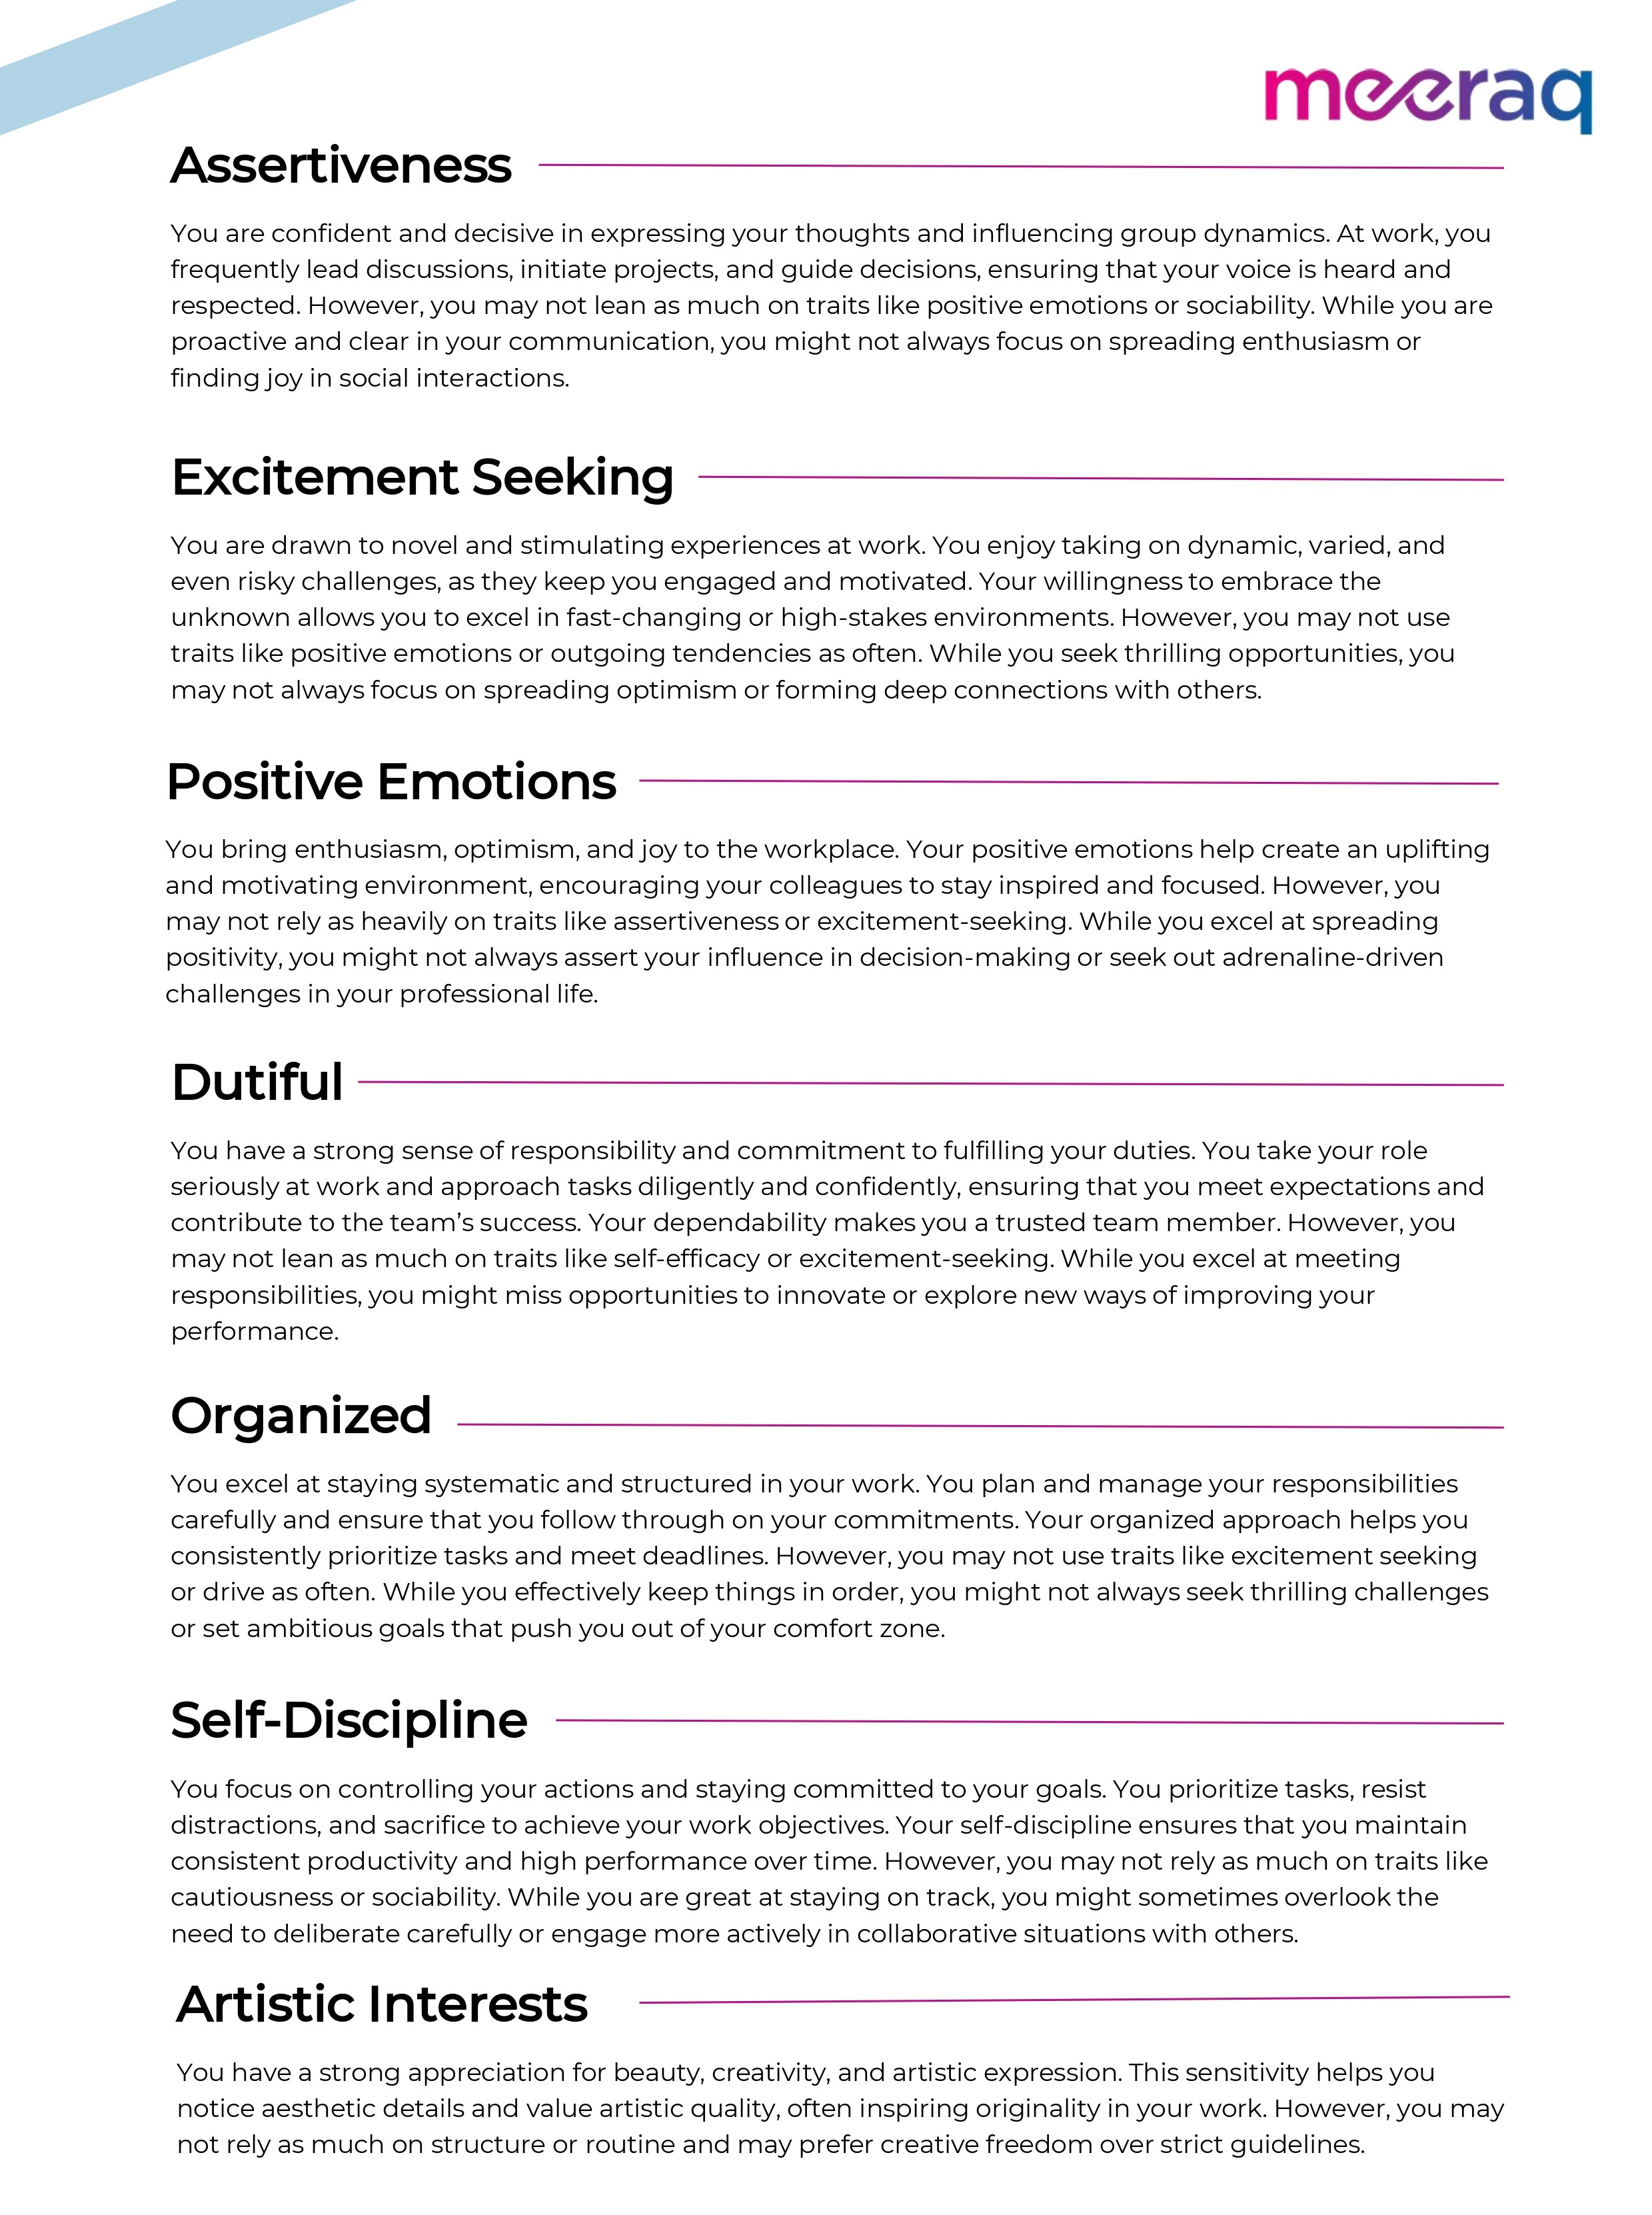 meeraq
Assertiveness
You are confident and decisive in expressing your thoughts and influencing group dynamics. At work, you
frequently lead discussions, initiate projects, and guide decisions, ensuring that your voice is heard and
respected. However, you may not lean as much on traits like positive emotions or sociability. While you are
proactive and clear in your communication, you might not always focus on spreading enthusiasm or
finding joy in social interactions.
Excitement Seeking
You are drawn to novel and stimulating experiences at work. You enjoy taking on dynamic, varied, and
even risky challenges, as they keep you engaged and motivated. Your willingness to embrace the
unknown allows you to excel in fast-changing or high-stakes environments. However, you may not use
traits like positive emotions or outgoing tendencies as often. While you seek thrilling opportunities, you
may not always focus on spreading optimism or forming deep connections with others.
Positive Emotions
You bring enthusiasm, optimism, and joy to the workplace. Your positive emotions help create an uplifting
and motivating environment, encouraging your colleagues to stay inspired and focused. However, you
may not rely as heavily on traits like assertiveness or excitement-seeking. While you excel at spreading
positivity, you might not always assert your influence in decision-making or seek out adrenaline-driven
challenges in your professional life.
Dutiful
You have a strong sense of responsibility and commitment to fulfilling your duties. You take your role
seriously at work and approach tasks diligently and confidently, ensuring that you meet expectations and
contribute to the team’s success. Your dependability makes you a trusted team member. However, you
may not lean as much on traits like self-efficacy or excitement-seeking. While you excel at meeting
responsibilities, you might miss opportunities to innovate or explore new ways of improving your
performance.
Organized
You excel at staying systematic and structured in your work. You plan and manage your responsibilities
carefully and ensure that you follow through on your commitments. Your organized approach helps you
consistently prioritize tasks and meet deadlines. However, you may not use traits like excitement seeking
or drive as often. While you effectively keep things in order, you might not always seek thrilling challenges
or set ambitious goals that push you out of your comfort zone.
Self-Discipline
You focus on controlling your actions and staying committed to your goals. You prioritize tasks, resist
distractions, and sacrifice to achieve your work objectives. Your self-discipline ensures that you maintain
consistent productivity and high performance over time. However, you may not rely as much on traits like
cautiousness or sociability. While you are great at staying on track, you might sometimes overlook the
need to deliberate carefully or engage more actively in collaborative situations with others.
Artistic Interests
You have a strong appreciation for beauty, creativity, and artistic expression. This sensitivity helps you
notice aesthetic details and value artistic quality, often inspiring originality in your work. However, you may
not rely as much on structure or routine and may prefer creative freedom over strict guidelines.